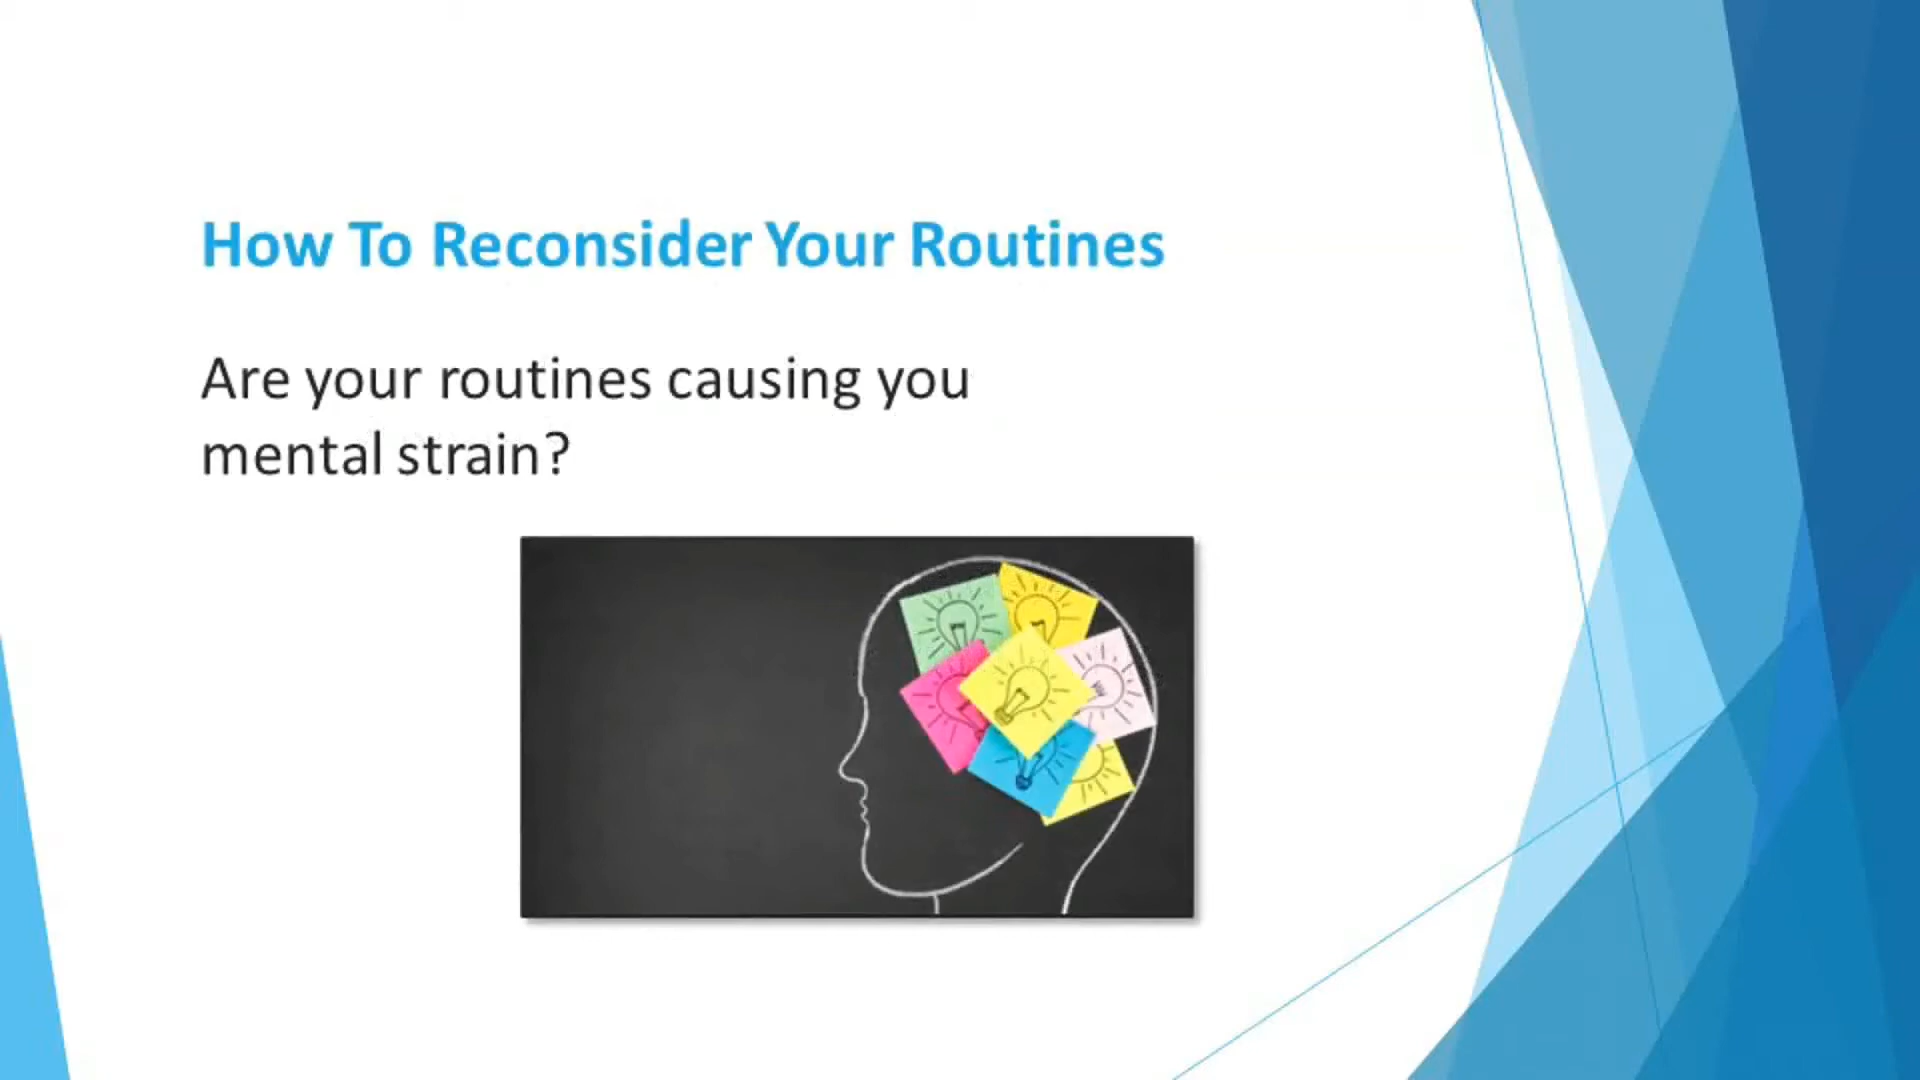 How To Reconsider Your Routines
Are your routines causing you
mental strain?